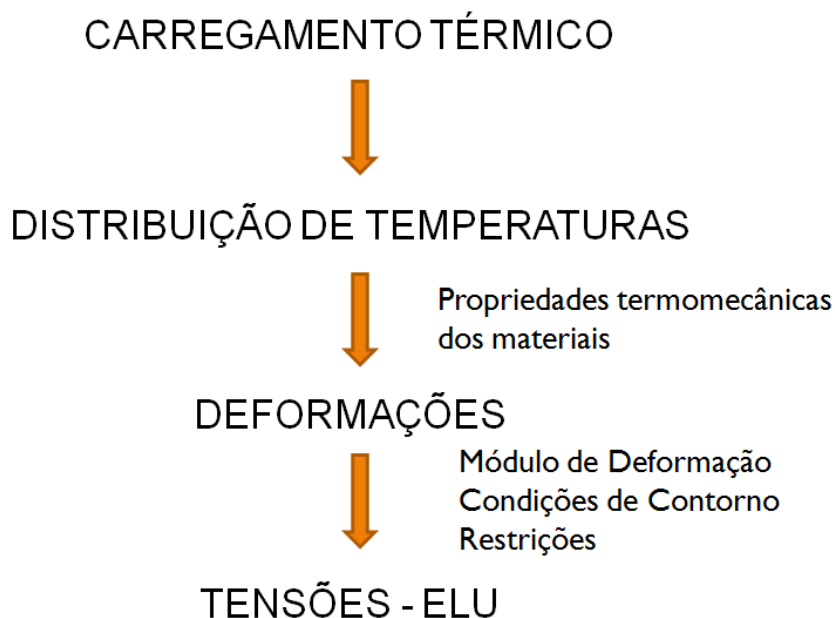 CARREGAMENTO TÉRMICO
DISTRIBUIÇÃO DE TEMPERATURAS
Propriedades termomecânicas
dos materiais
DEFORMAÇÕES
Módulo de Deformação
Condições de Contorno
Restrições
TENSÕES - ELU